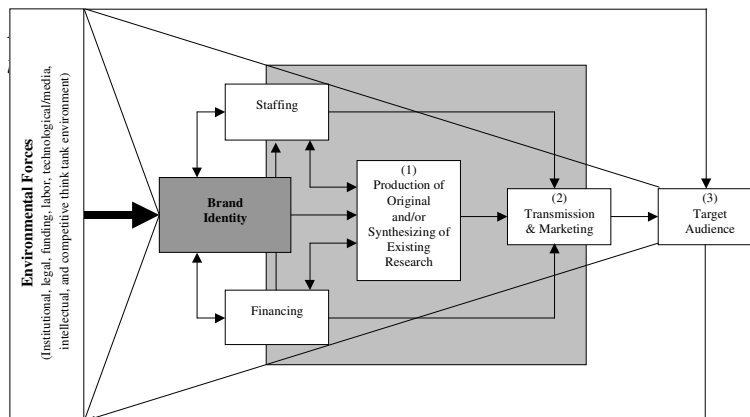 Environmental Forces
(Institutional, legal, funding, labor, technological/media,
intellectual, and competitive think tank environment)
Staffing
Brand
Identity
Financing
(1)
Production of
Original
and/or
Synthesizing of
Existing
Research
(2)
Transmission
& Marketing
(3)
Target
Audience